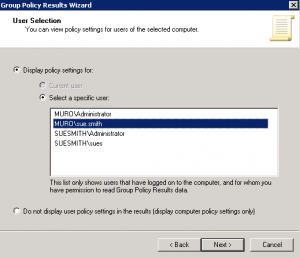 Group Policy Results Wizard
User Selection
You can view policy settings for users of the selected computer.
Display policy settings for:
Current user
Select a specific user:
MURO\Administrator
MURO\sue.smith
SUESMITH\Administrator
SUESMITH\sues
This list only shows users that have logged on to the computer, and for whom you
have permission to read Group Policy Results data.
Do not display user policy settings in the results (display computer policy settings only)
< Back
Next >
Cancel